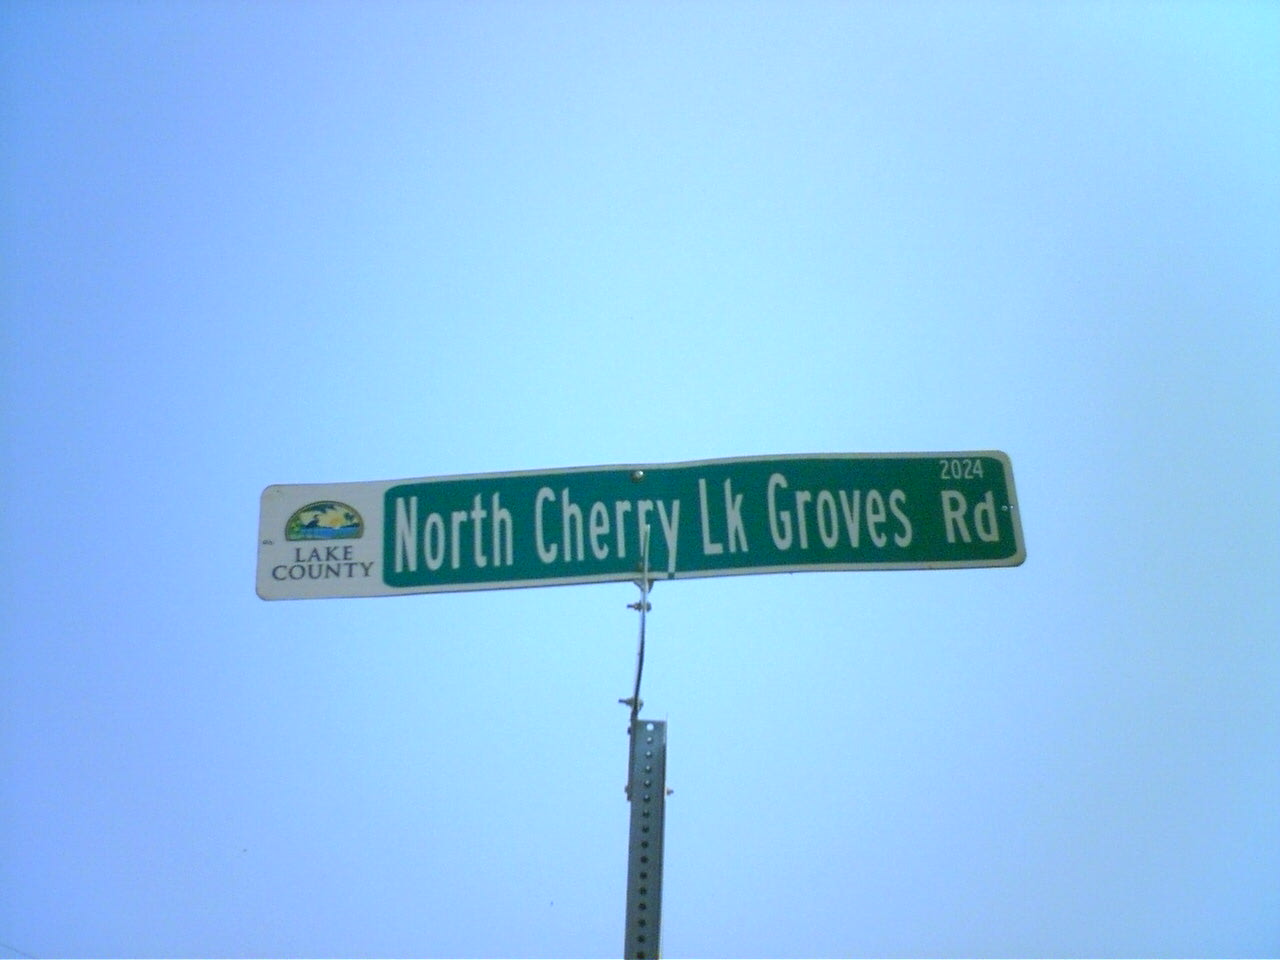 LAKE
COUNTY
North Cherry Lk Groves Rd
2024